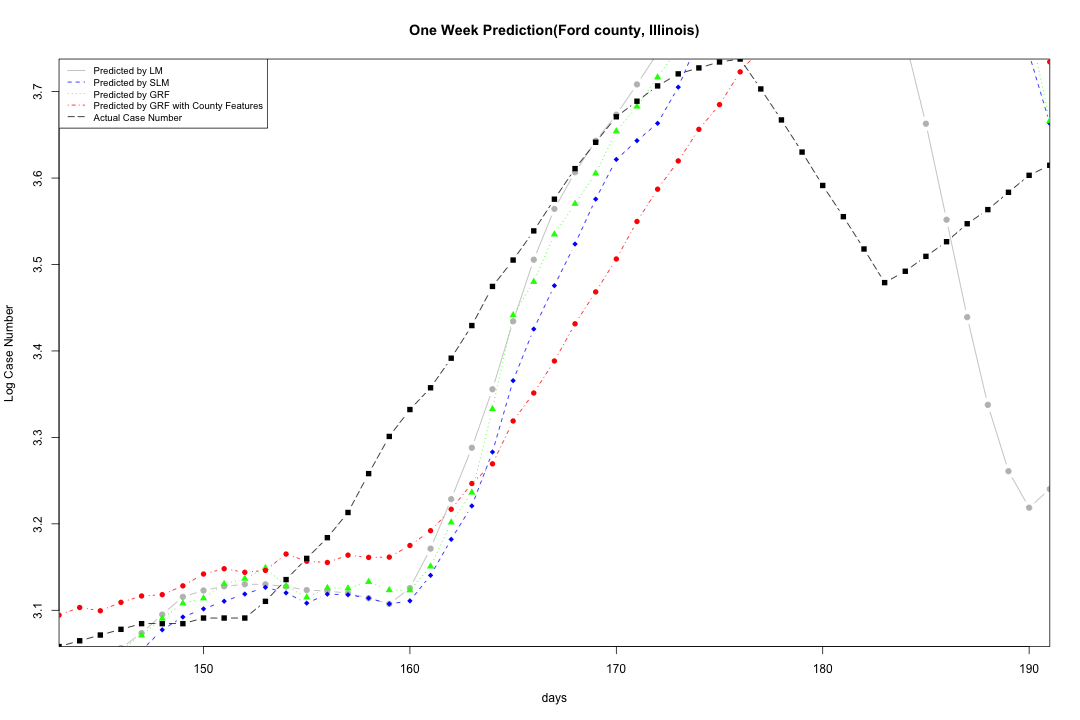 One Week Prediction(Ford county, Illinois)
Predicted by LM
Predicted by SLM
Predicted by GRF
Predicted by GRF with County Features
Actual Case Number
3.7
3.6
3.5
3.4
3.3
3.2
3.1
Log Case Number
150 160 170 180 190
days